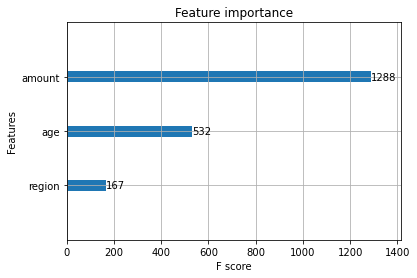 Feature importance
Features
amount
1288
age
532
region
167
0 200 400 600 800 1000 1200 1400
F score